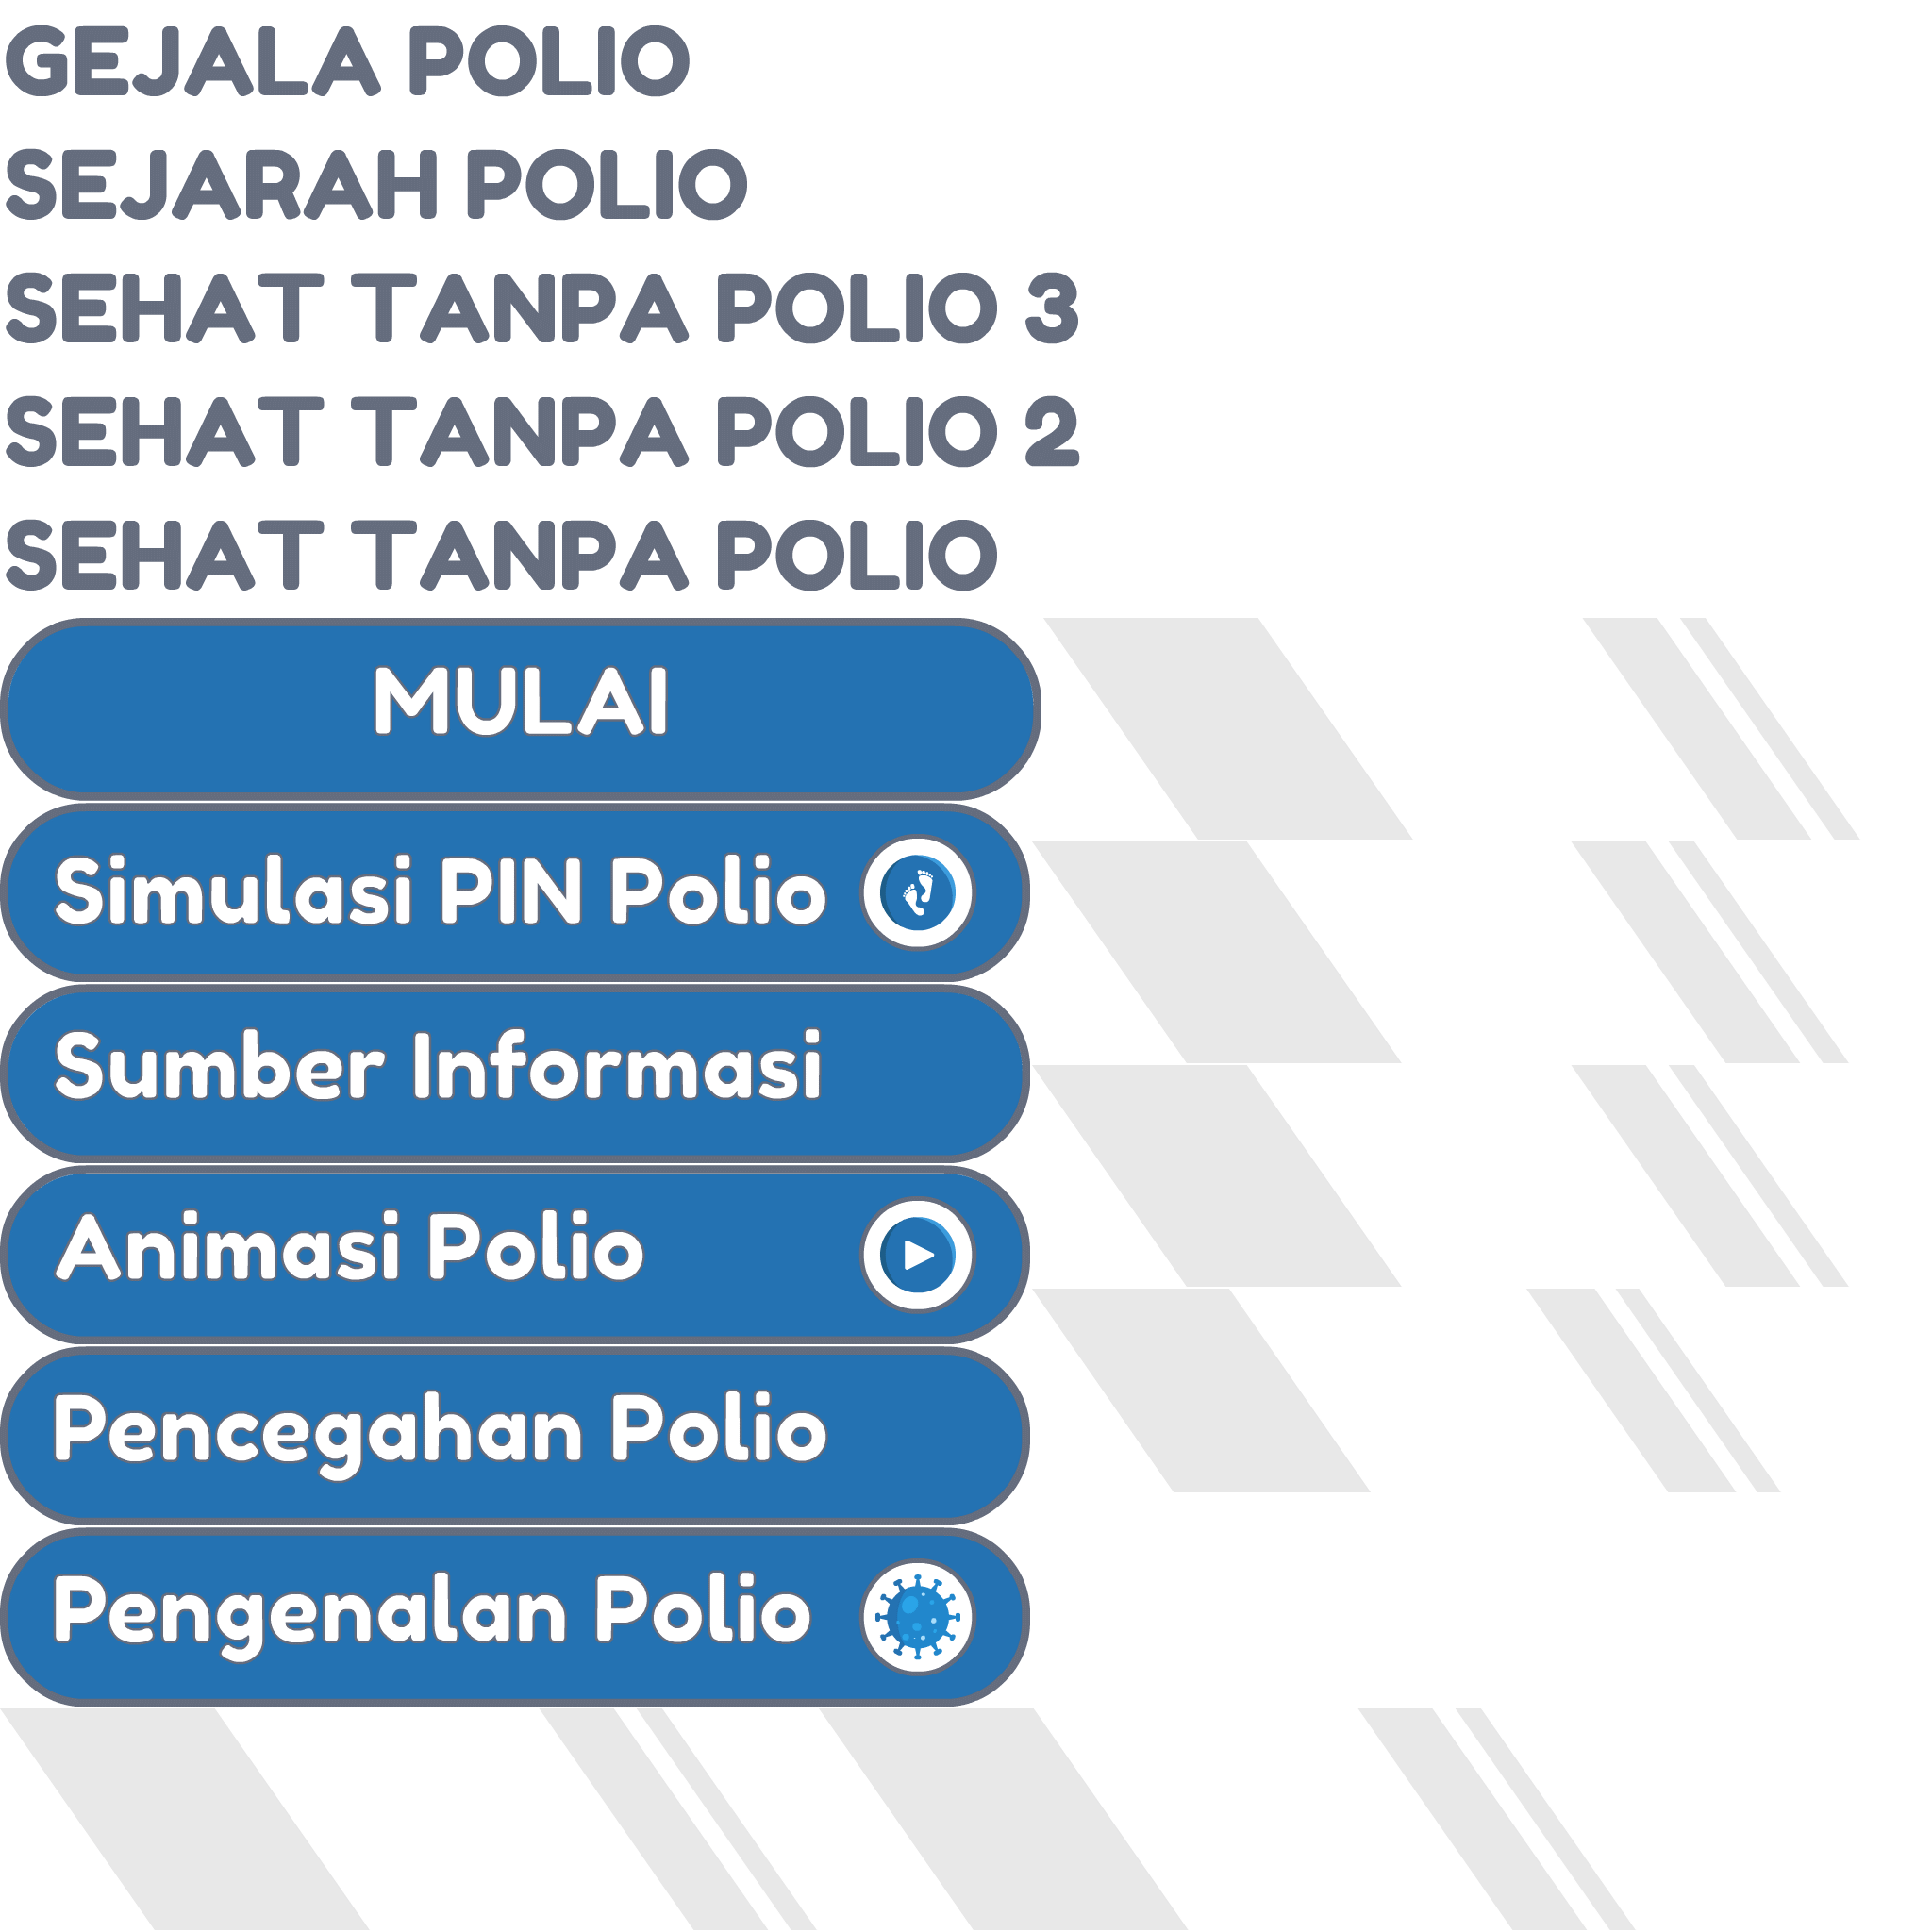 GEJALA POLIO
SEJARAH POLIO
SEHAT TANPA POLIO 3
SEHAT TANPA POLIO 2
SEHAT TANPA POLIO
MULAI
Simulasi PIN Polio
Sumber Informasi
Animasi Polio
Pencegahan Polio
Pengenalan Polio